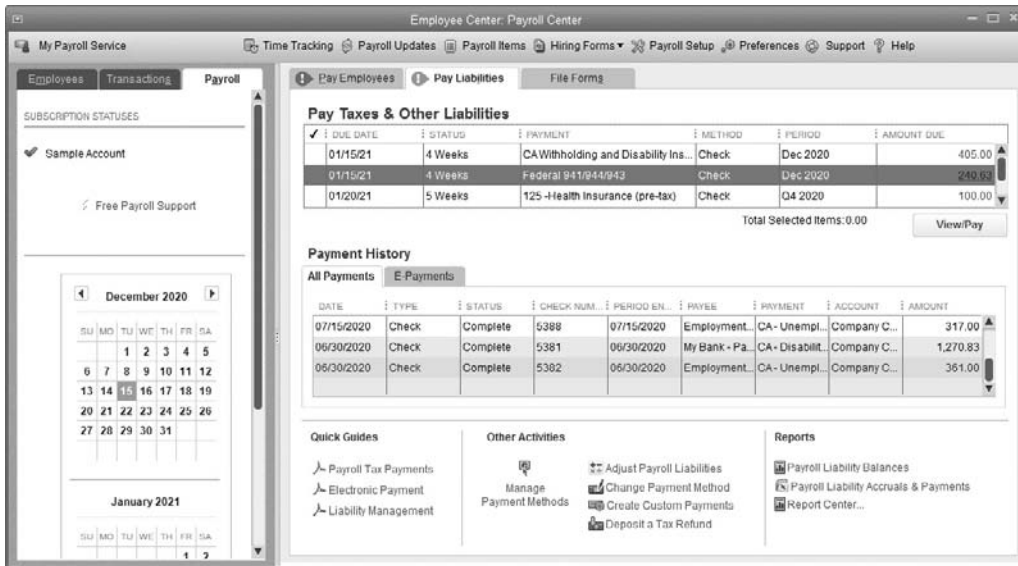 Employee Center: Payroll Center
My Payroll Service Time Tracking Payroll Updates Payroll Items Hiring Forms Payroll Setup Preferences Support Help
Employees Transactions Payroll
SUBSCRIPTION STATUSES
Sample Account
Free Payroll Support
December 2020
SU MO TU WE TH FR SA
1 2 3 4 5
6 7 8 9 10 11 12
13 14 15 16 17 18 19
20 21 22 23 24 25 26
27 28 29 30 31
January 2021
SU MO TU WE TH FR SA
1 2
Pay Employees Pay Liabilities File Forms
Pay Taxes & Other Liabilities
✓ DUE DATE STATUS PAYMENT METHOD PERIOD AMOUNT DUE
01/15/21 4 Weeks CA Withholding and Disability Ins... Check Dec 2020 405.00
01/15/21 4 Weeks Federal 941/944/943 Check Dec 2020 240.63
01/20/21 5 Weeks 125 -Health Insurance (pre-tax) Check Q4 2020 100.00
Total Selected Items: 0.00 View/Pay
Payment History
All Payments E-Payments
DATE TYPE STATUS CHECK NUM... PERIOD EN... PAYEE PAYMENT ACCOUNT AMOUNT
07/15/2020 Check Complete 5388 07/15/2020 Employment... CA - Unempl... Company C... 317.00
06/30/2020 Check Complete 5381 06/30/2020 My Bank - Pa... CA - Disabilit... Company C... 1,270.83
06/30/2020 Check Complete 5382 06/30/2020 Employment... CA - Unempl... Company C... 361.00
Quick Guides
Payroll Tax Payments
Electronic Payment
Liability Management
Other Activities
Manage
Payment Methods
Adjust Payroll Liabilities
Change Payment Method
Create Custom Payments
Deposit a Tax Refund
Reports
Payroll Liability Balances
Payroll Liability Accruals & Payments
Report Center...